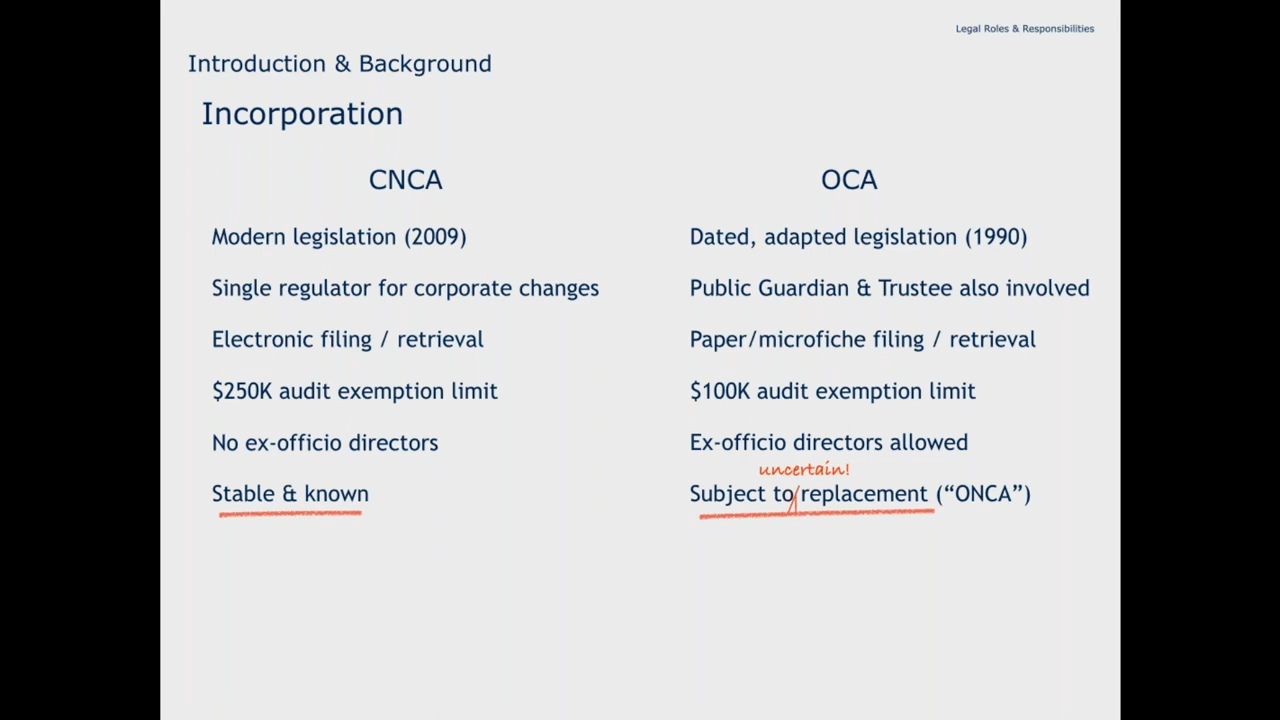 Legal Roles & Responsibilities
Introduction & Background
Incorporation
CNCA
OCA
Modern legislation (2009)
Dated, adapted legislation (1990)
Single regulator for corporate changes
Public Guardian & Trustee also involved
Electronic filing / retrieval
Paper/microfiche filing / retrieval
$250K audit exemption limit
$100K audit exemption limit
No ex-officio directors
Ex-officio directors allowed
uncertain!
Stable & known
Subject to replacement (“ONCA”)